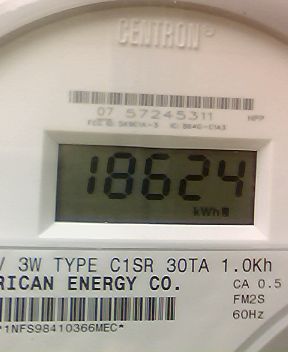 CENTRON
07 57245311 HPP
18624
kWh
V 3W TYPE C1SR 30TA 1.0Kh
RICAN ENERGY CO. CA 0.5
FM2S
60Hz
*1NFS98410366MEC*